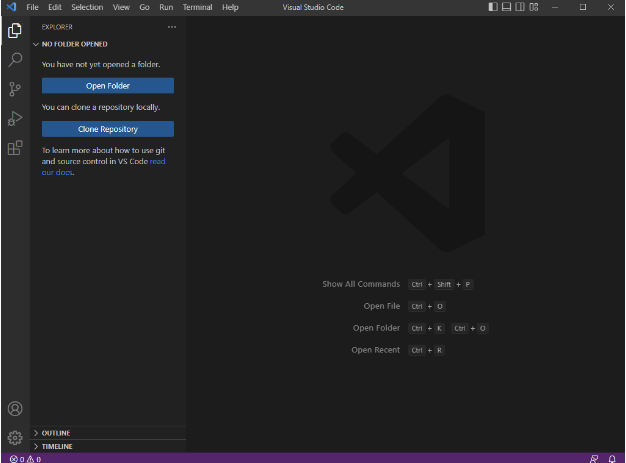 File Edit Selection View Go Run Terminal Help Visual Studio Code
EXPLORER
NO FOLDER OPENED
You have not yet opened a folder.
Open Folder
You can clone a repository locally.
Clone Repository
To learn more about how to use git
and source control in VS Code read
our docs.
Show All Commands Ctrl + Shift + P
Open File Ctrl + O
Open Folder Ctrl + K Ctrl + O
Open Recent Ctrl + R
OUTLINE
TIMELINE
0 0